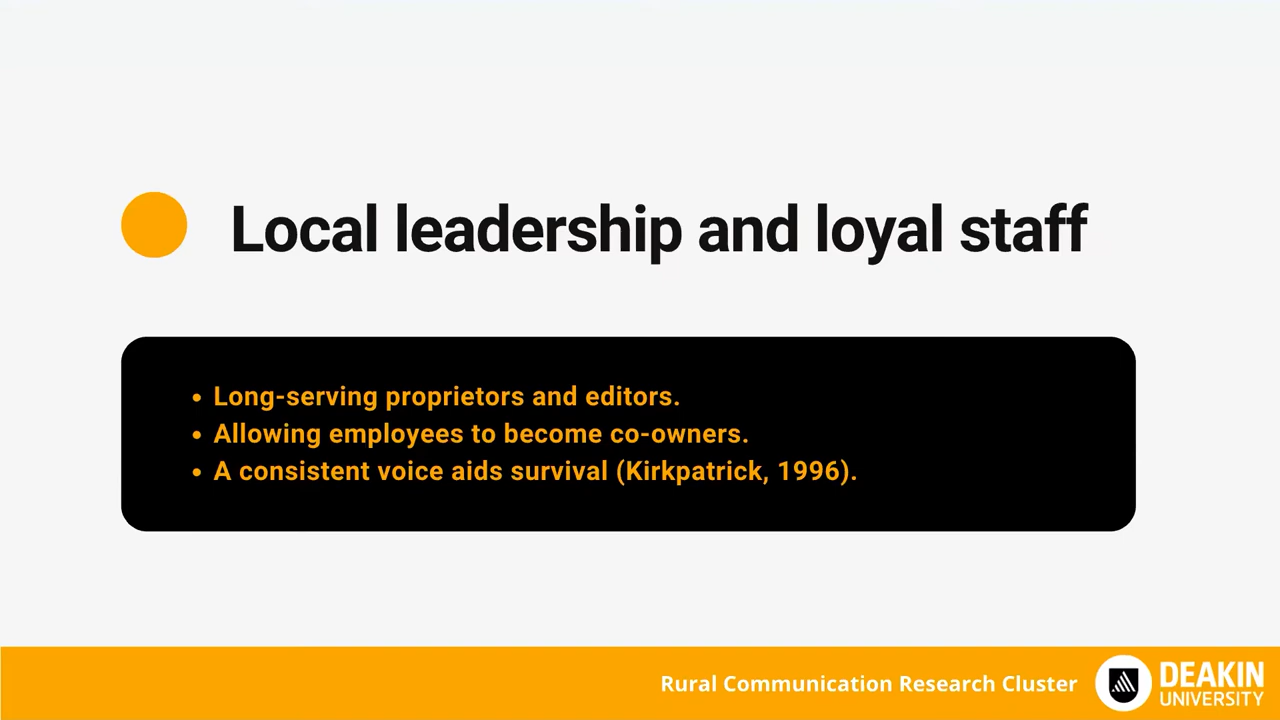 Local leadership and loyal staff
• Long-serving proprietors and editors.
• Allowing employees to become co-owners.
• A consistent voice aids survival (Kirkpatrick, 1996).
Rural Communication Research Cluster
DEAKIN
UNIVERSITY